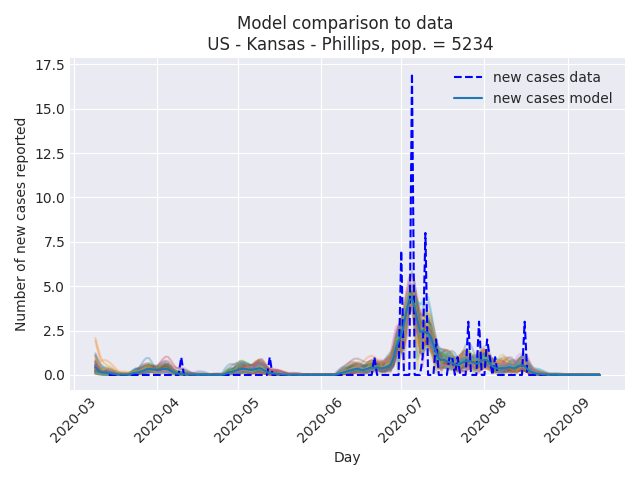 Model comparison to data
US - Kansas - Phillips, pop. = 5234
new cases data
new cases model
Number of new cases reported
17.5
15.0
12.5
10.0
7.5
5.0
2.5
0.0
2020-03
2020-04
2020-05
2020-06
2020-07
2020-08
2020-09
Day